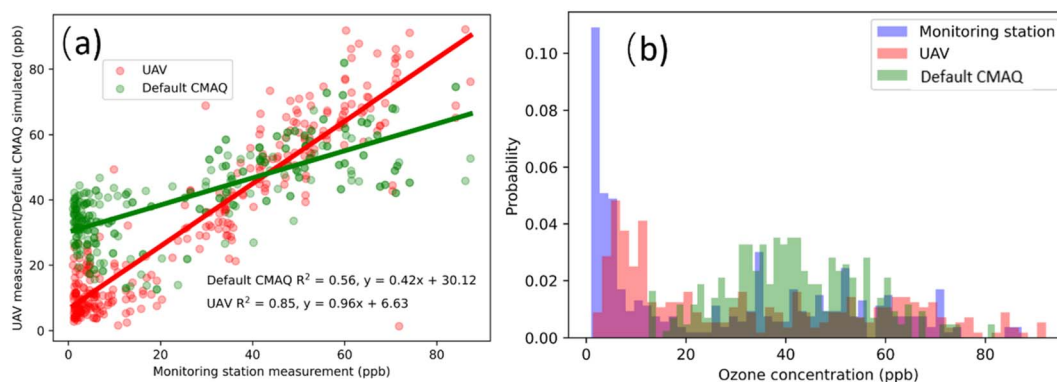 (a)
UAV
Default CMAQ
UAV measurement/Default CMAQ simulated (ppb)
80
60
40
20
0
Default CMAQ R² = 0.56, y = 0.42x + 30.12
UAV R² = 0.85, y = 0.96x + 6.63
0 20 40 60 80
Monitoring station measurement (ppb)
(b)
Monitoring station
UAV
Default CMAQ
Probability
0.10
0.08
0.06
0.04
0.02
0.00
0 20 40 60 80
Ozone concentration (ppb)